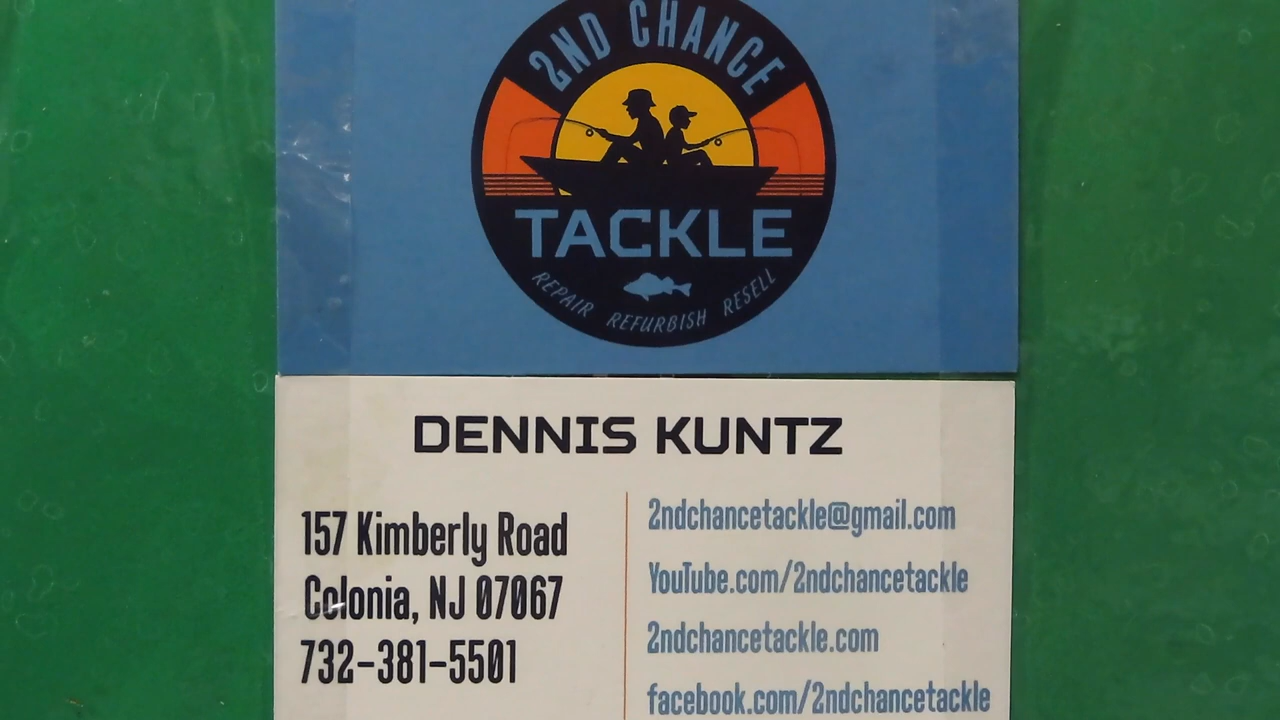 2ND CHANCE
TACKLE
REPAIR REFURBISH RESELL
DENNIS KUNTZ
157 Kimberly Road
Colonia, NJ 07067
732-381-5501
2ndchancetackle@gmail.com
YouTube.com/2ndchancetackle
2ndchancetackle.com
facebook.com/2ndchancetackle